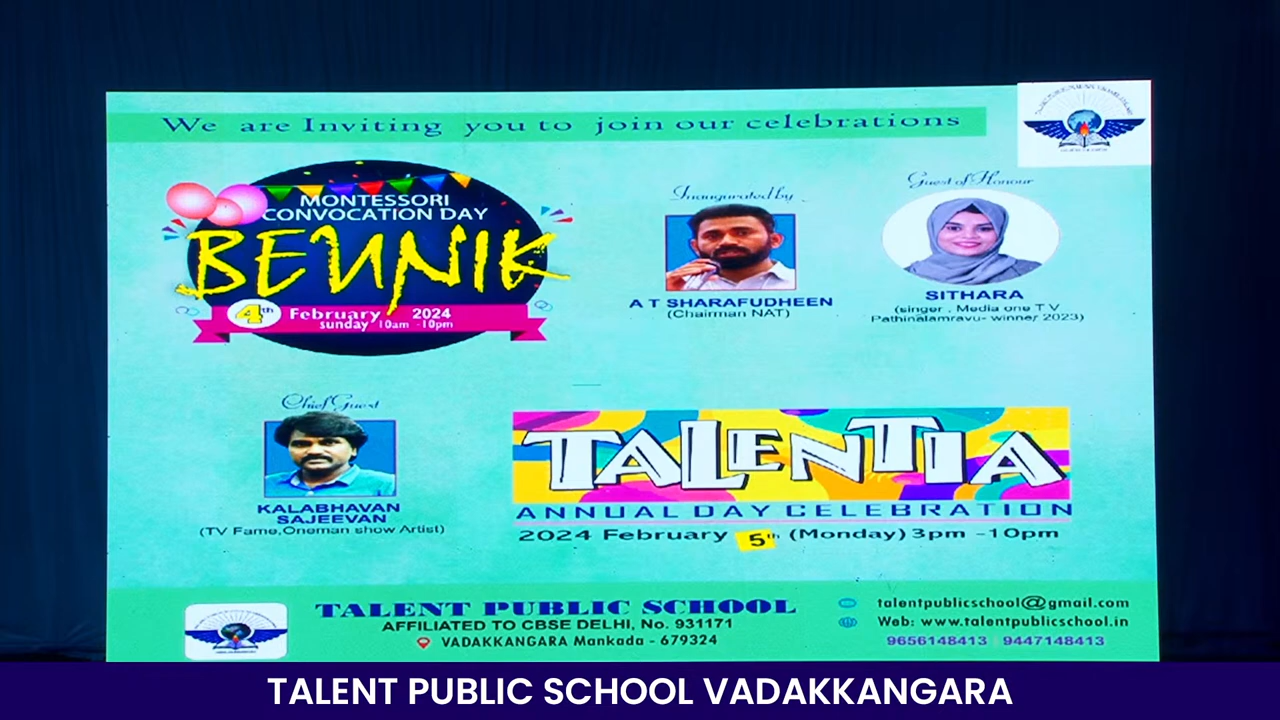 We are Inviting you to join our celebrations
MONTESSORI
CONVOCATION DAY
BEUNIK
4th February 2024
sunday 10am -10pm
Inaugurated by
A T SHARAFUDHEEN
(Chairman NAT)
Guest of Honour
SITHARA
(singer . Media one T V
Pathinalamravu- winner 2023)
Chief Guest
KALABHAVAN
SAJEEVAN
(TV Fame,Oneman show Artist)
TALENTIA
ANNUAL DAY CELEBRATION
2024 February 5th (Monday) 3pm -10pm
TALENT PUBLIC SCHOOL
AFFILIATED TO CBSE DELHI, No. 931171
VADAKKANGARA Mankada - 679324
talentpublicschool@gmail.com
Web: www.talentpublicschool.in
9656148413 9447148413
TALENT PUBLIC SCHOOL VADAKKANGARA